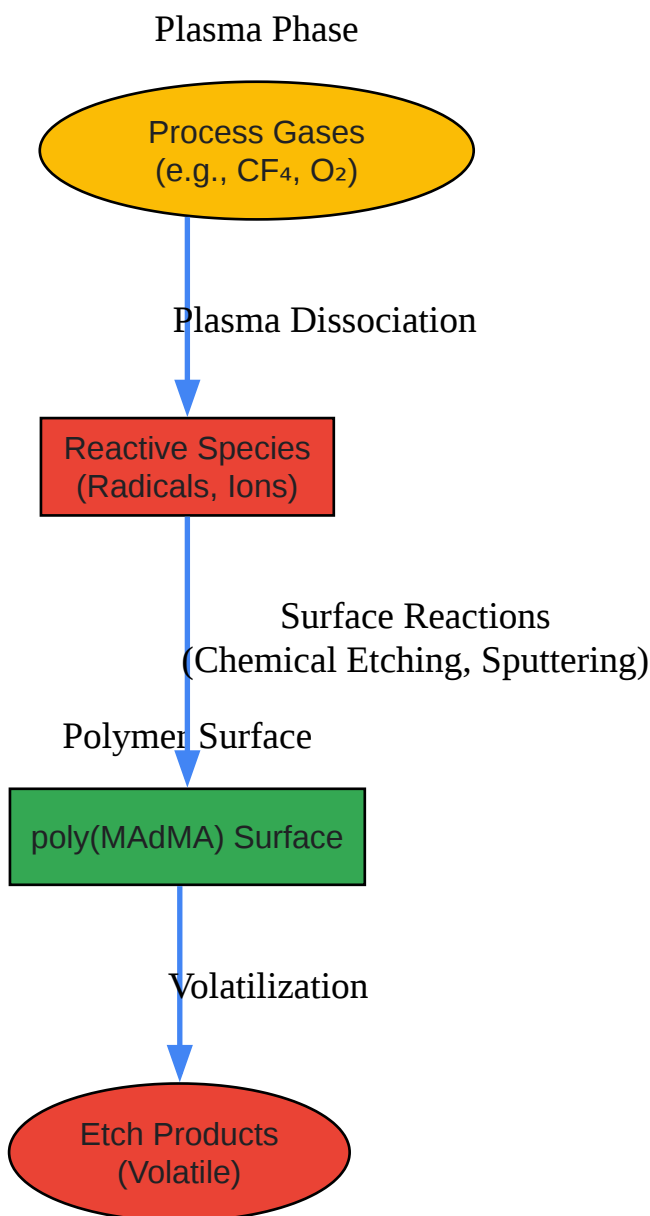 Plasma Phase
Process Gases
(e.g., CF₄, O₂)
Plasma Dissociation
Reactive Species
(Radicals, Ions)
Surface Reactions
(Chemical Etching, Sputtering)
Polymer Surface
poly(MAdMA) Surface
Volatilization
Etch Products
(Volatile)